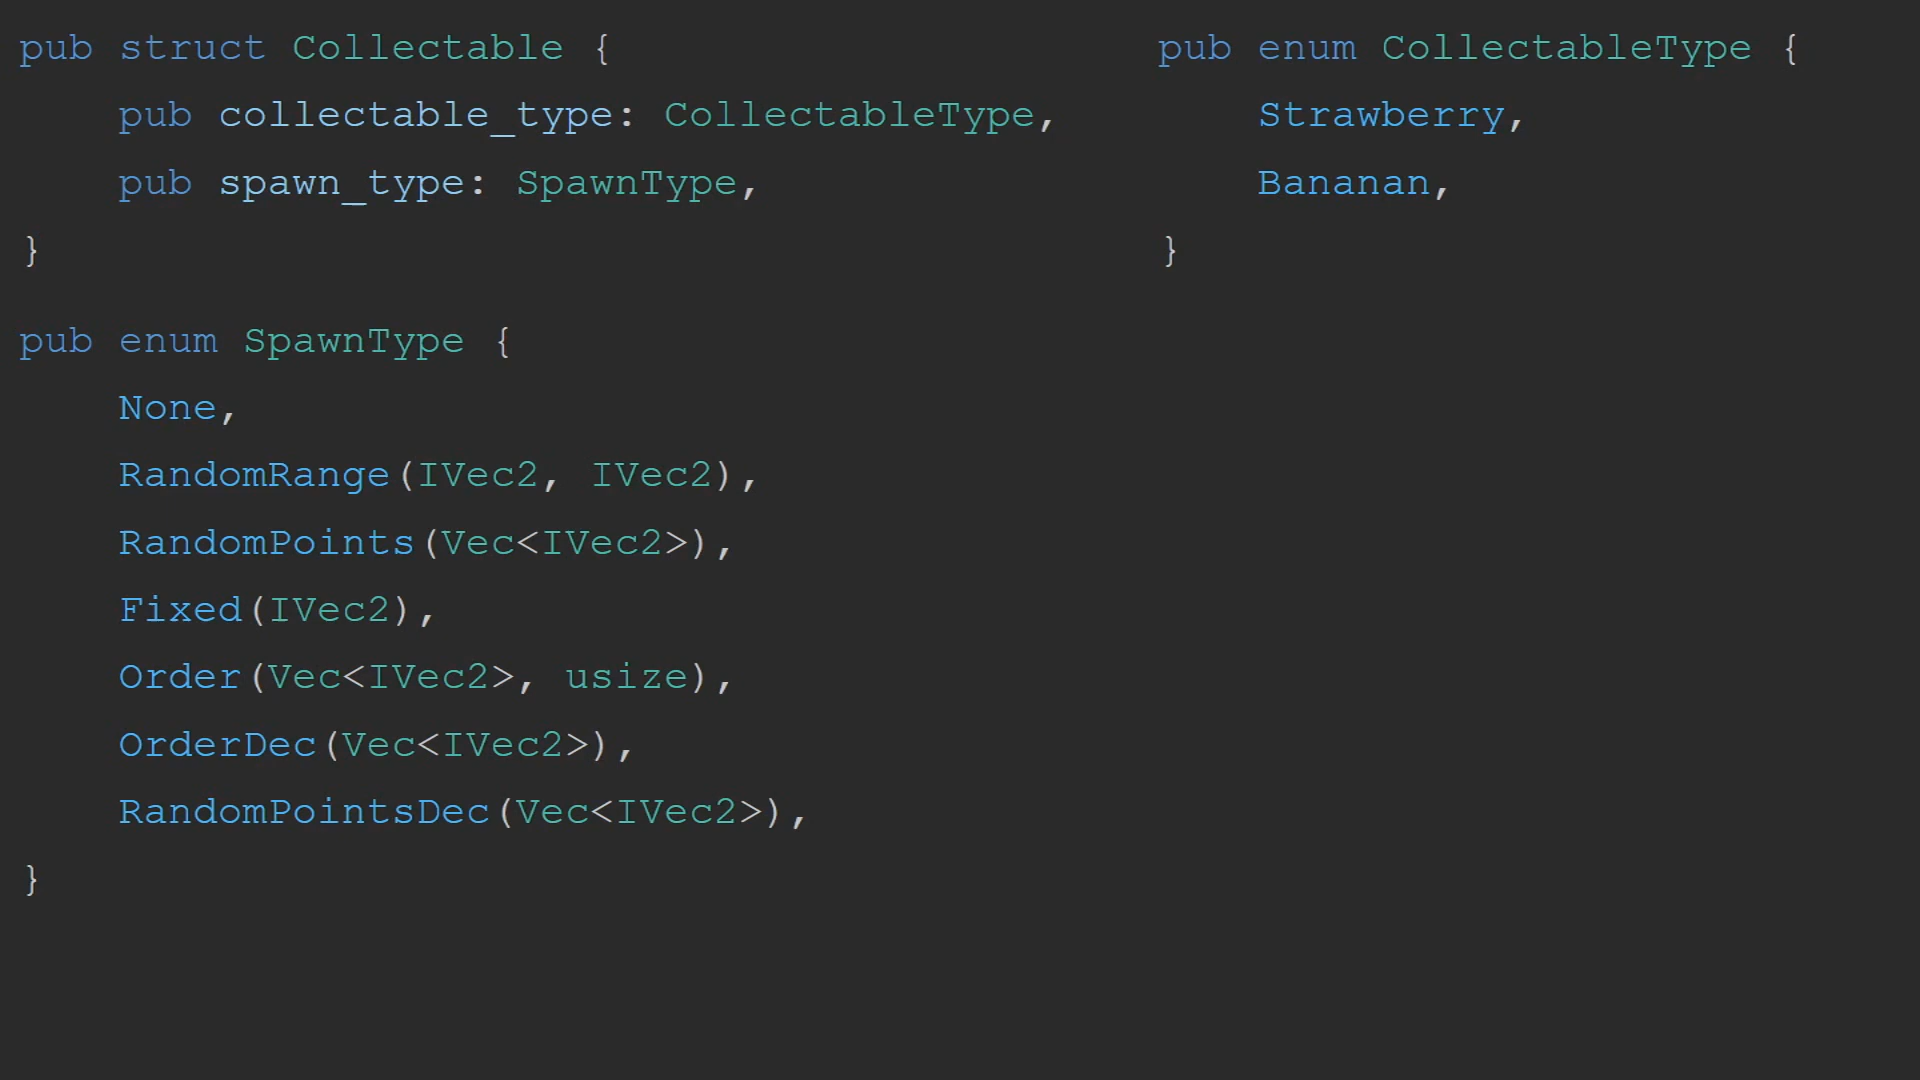 pub struct Collectable {
    pub collectable_type: CollectableType,
    pub spawn_type: SpawnType,
}
pub enum CollectableType {
    Strawberry,
    Bananan,
}
pub enum SpawnType {
    None,
    RandomRange(IVec2, IVec2),
    RandomPoints(Vec<IVec2>),
    Fixed(IVec2),
    Order(Vec<IVec2>, usize),
    OrderDec(Vec<IVec2>),
    RandomPointsDec(Vec<IVec2>),
}